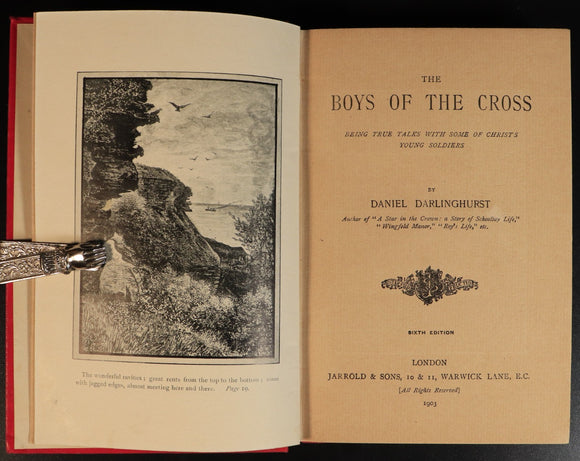 The wonderful ravines; great rents from the top to the bottom; some
with jagged edges, almost meeting here and there. Page 19.
THE
BOYS OF THE CROSS
BEING TRUE TALKS WITH SOME OF CHRIST'S
YOUNG SOLDIERS
BY
DANIEL DARLINGHURST
Author of "A Star in the Crown: a Story of Schoolboy Life,"
"Wingfeld Manor," "Roy's Life," etc.
SIXTH EDITION
LONDON
JARROLD & SONS, 10 & 11, WARWICK LANE, E.C.
[All Rights Reserved]
1903